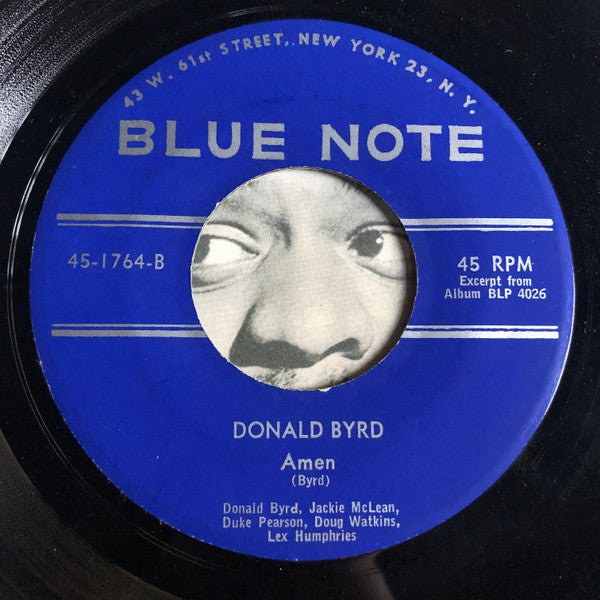 43 W. 61st STREET, NEW YORK 23, N. Y.
BLUE NOTE
45-1764-B
45 RPM
Excerpt from
Album BLP 4026
DONALD BYRD
Amen
(Byrd)
Donald Byrd, Jackie McLean,
Duke Pearson, Doug Watkins,
Lex Humphries